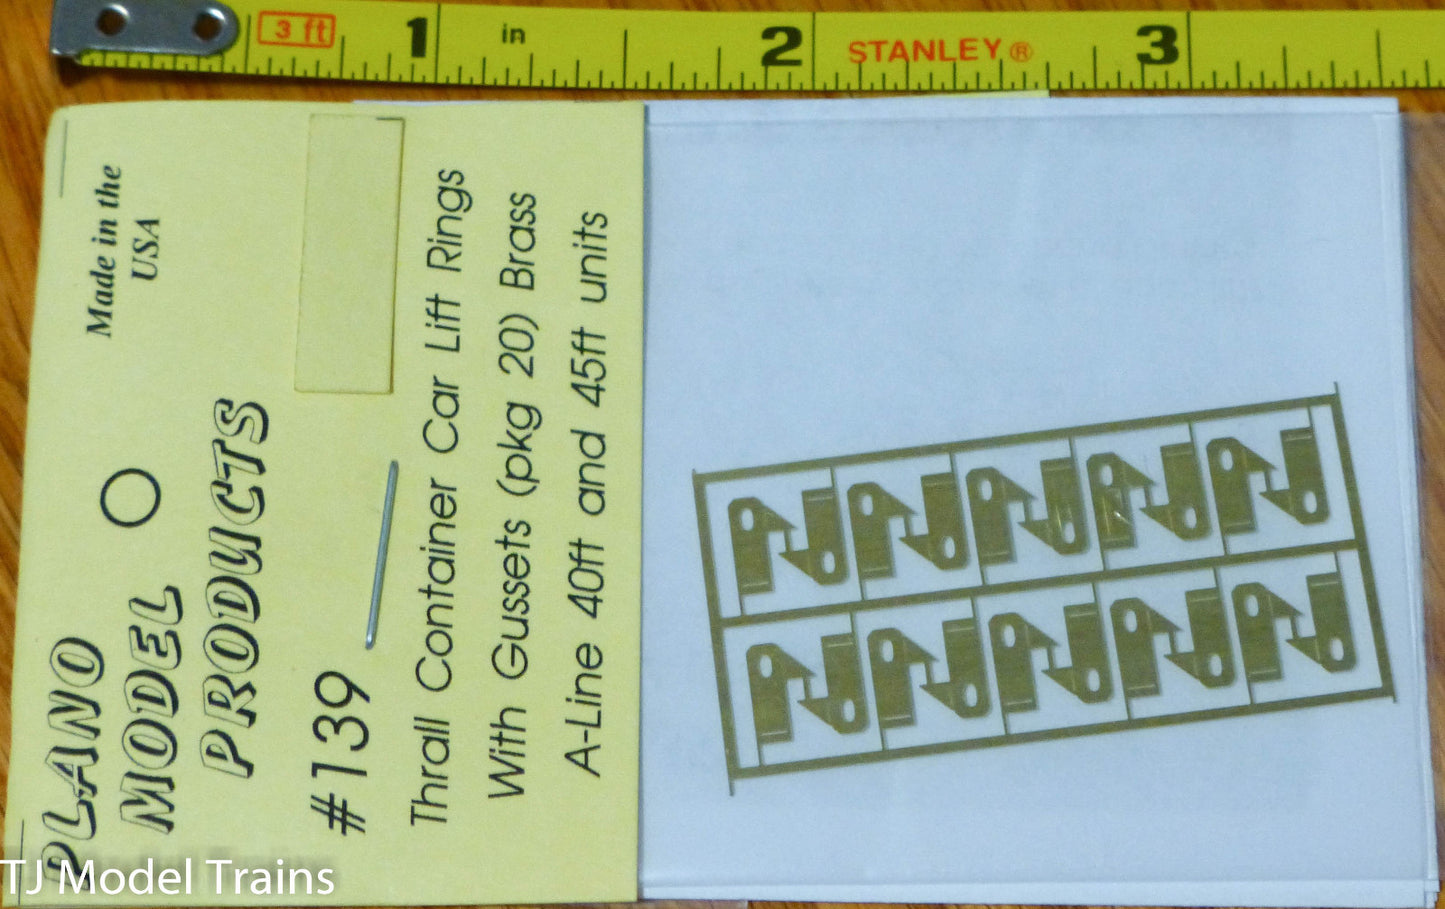 3 ft
1
in
2
STANLEY®
3
Made in the
USA
PLANO
MODEL
PRODUCTS
#139
Thrall Container Car Lift Rings
With Gussets (pkg 20) Brass
A-Line 40ft and 45ft units
TJ Model Trains